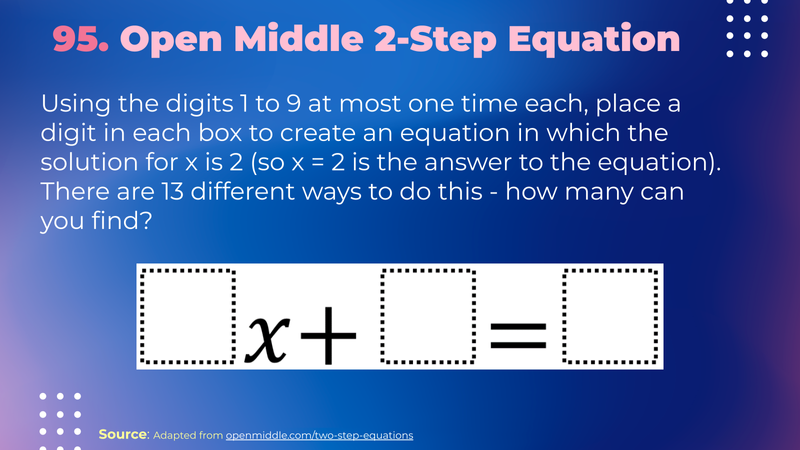 95. Open Middle 2-Step Equation
Using the digits 1 to 9 at most one time each, place a
digit in each box to create an equation in which the
solution for x is 2 (so x = 2 is the answer to the equation).
There are 13 different ways to do this - how many can
you find?
x+ =
Source: Adapted from openmiddle.com/two-step-equations